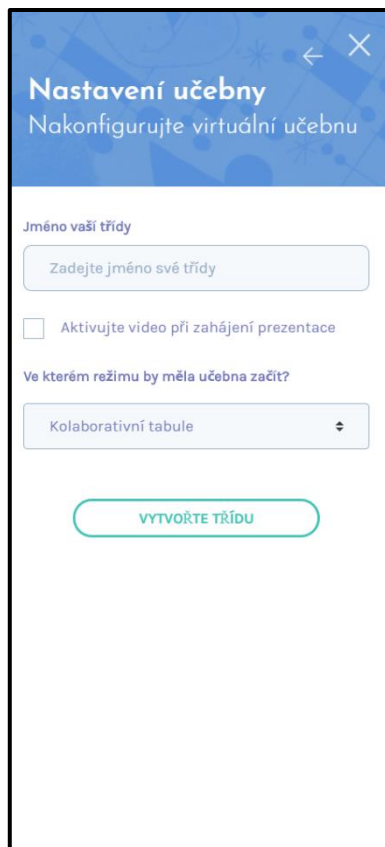 Nastavení učebny
Nakonfigurujte virtuální učebnu
Jméno vaší třídy
Zadejte jméno své třídy
Aktivujte video při zahájení prezentace
Ve kterém režimu by měla učebna začít?
Kolaborativní tabule
VYTVOŘTE TŘÍDU